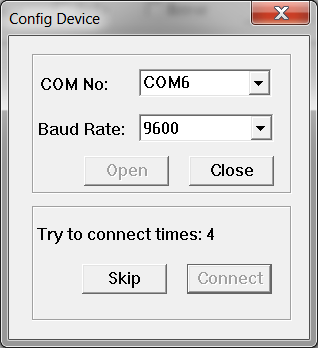 Config Device
COM No: COM6
Baud Rate: 9600
Open Close
Try to connect times: 4
Skip Connect